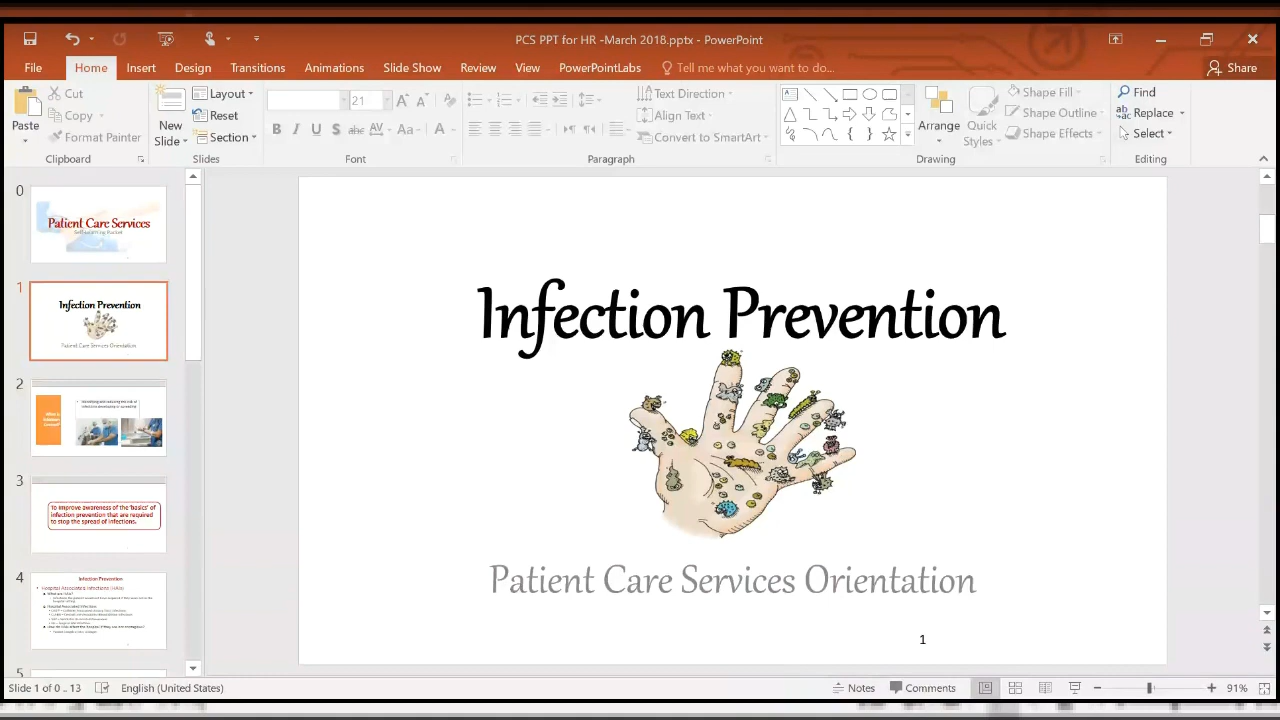 PCS PPT for HR -March 2018.pptx - PowerPoint
File Home Insert Design Transitions Animations Slide Show Review View PowerPointLabs Tell me what you want to do... Share
Paste
Cut
Copy
Format Painter
Clipboard
New
Slide
Layout
Reset
Section
Slides
21
B I U S abc AV Aa A
Font
Text Direction
Align Text
Convert to SmartArt
Paragraph
Arrange
Quick
Styles
Shape Fill
Shape Outline
Shape Effects
Drawing
Find
Replace
Select
Editing
0
Patient Care Services
Self-Learning Packet
1
Infection Prevention
Patient Care Services Orientation
2
3
To improve awareness of the 'basics' of
infection prevention that are required
to stop the spread of infections.
4
Infection Prevention
5
Infection Prevention
Patient Care Services Orientation
1
Slide 1 of 0 .. 13 English (United States) Notes Comments 91%